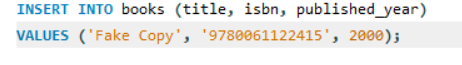 INSERT INTO books (title, isbn, published_year)
VALUES ('Fake Copy', '9780061122415', 2000);